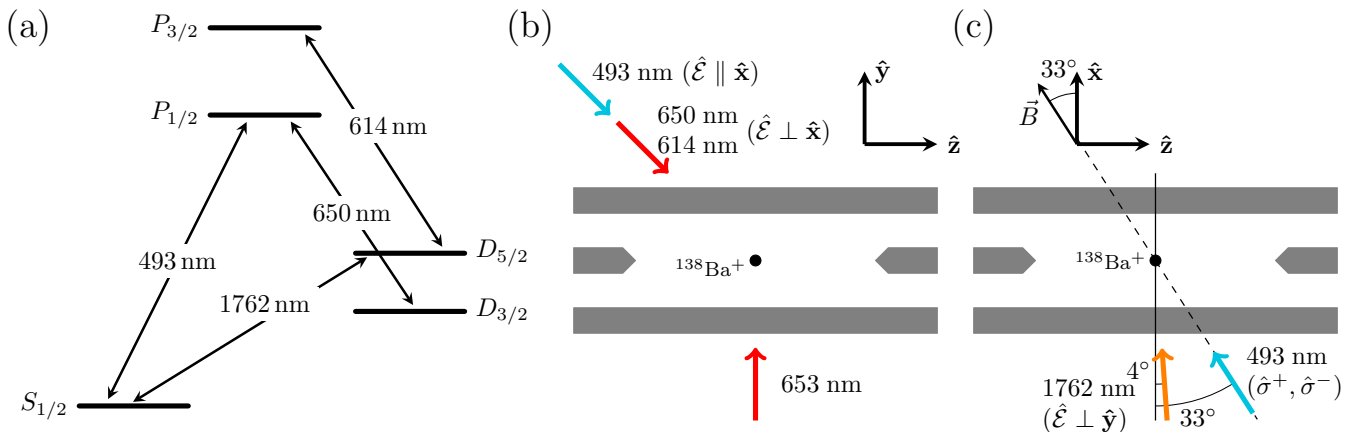 (a)
P3/2
P1/2
614 nm
650 nm
493 nm
D5/2
1762 nm
D3/2
S1/2
(b)
493 nm (ℰ̂ ∥ x̂)
650 nm
614 nm (ℰ̂ ⊥ x̂)
ŷ
ẑ
¹³⁸Ba⁺
653 nm
(c)
33°
x̂
B⃗
ẑ
¹³⁸Ba⁺
4°
1762 nm
(ℰ̂ ⊥ ŷ)
33°
493 nm
(σ̂⁺, σ̂⁻)